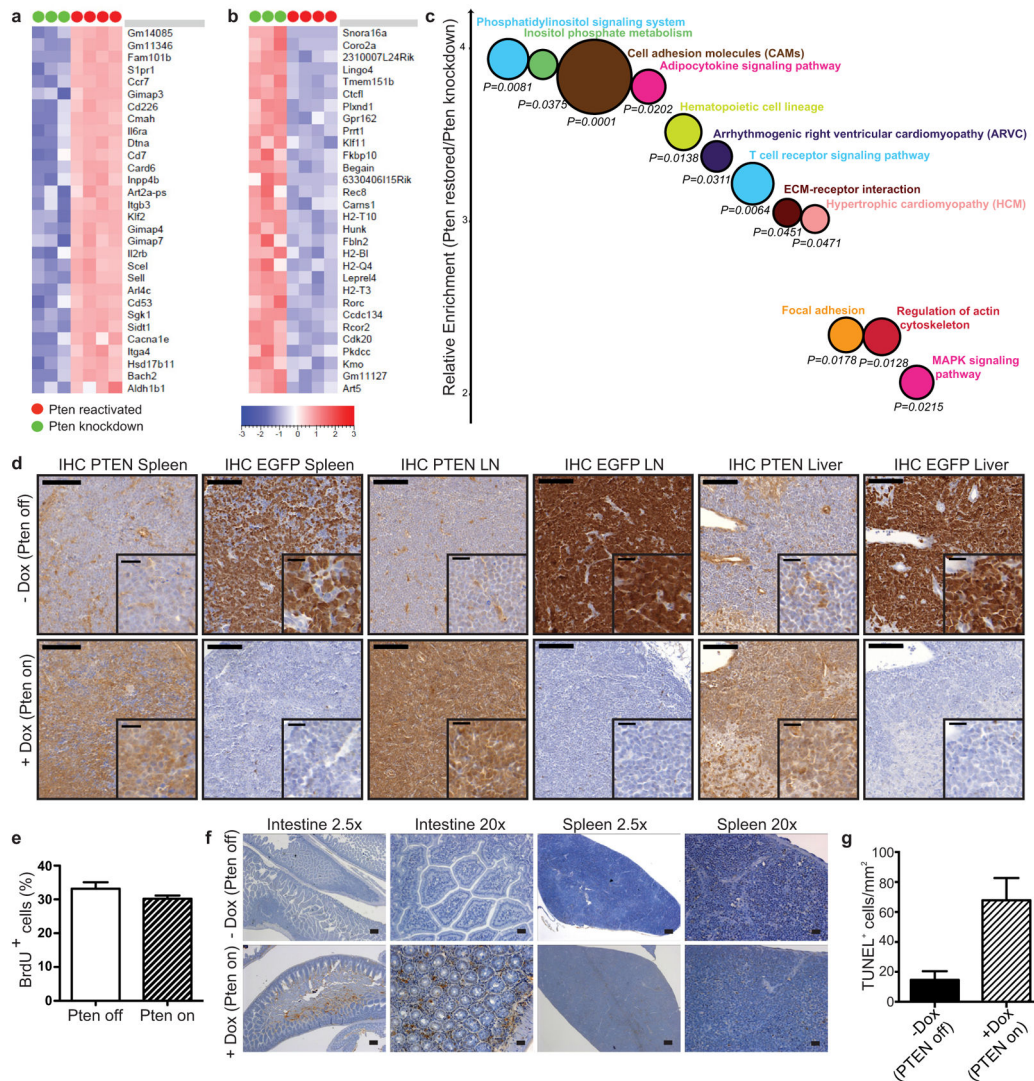 a
Gm14085
Gm11346
Fam101b
S1pr1
Ccr7
Gimap3
Cd226
Cmah
Il6ra
Dtna
Cd7
Card6
Inpp4b
Art2a-ps
Itgb3
Klf2
Gimap4
Gimap7
Il2rb
Scel
Sell
Arl4c
Cd53
Sgk1
Sidt1
Cacna1e
Itga4
Hsd17b11
Bach2
Aldh1b1
Pten reactivated
Pten knockdown
b
Snora16a
Coro2a
2310007L24Rik
Lingo4
Tmem151b
Ctcfl
Plxnd1
Gpr162
Prrt1
Klf11
Fkbp10
Begain
6330406I15Rik
Rec8
Carns1
H2-T10
Hunk
Fbln2
H2-Bl
H2-Q4
Leprel4
H2-T3
Rorc
Ccdc134
Rcor2
Cdk20
Pkdcc
Kmo
Gm11127
Art5
-3 -2 -1 0 1 2 3
c
Relative Enrichment (Pten restored/Pten knockdown)
4
3
2
Phosphatidylinositol signaling system
Inositol phosphate metabolism
Cell adhesion molecules (CAMs)
Adipocytokine signaling pathway
P=0.0081
P=0.0375
P=0.0001
P=0.0202
Hematopoietic cell lineage
P=0.0138
Arrhythmogenic right ventricular cardiomyopathy (ARVC)
P=0.0311
T cell receptor signaling pathway
P=0.0064
ECM-receptor interaction
P=0.0451
Hypertrophic cardiomyopathy (HCM)
P=0.0471
Focal adhesion
P=0.0178
Regulation of actin
cytoskeleton
P=0.0128
MAPK signaling
pathway
P=0.0215
d
IHC PTEN Spleen
IHC EGFP Spleen
IHC PTEN LN
IHC EGFP LN
IHC PTEN Liver
IHC EGFP Liver
- Dox (Pten off)
+ Dox (Pten on)
e
BrdU+ cells (%)
40
30
20
10
0
Pten off
Pten on
f
Intestine 2.5x
Intestine 20x
Spleen 2.5x
Spleen 20x
- Dox (Pten off)
+ Dox (Pten on)
g
TUNEL+ cells/mm²
100
80
60
40
20
0
-Dox
(PTEN off)
+Dox
(PTEN on)